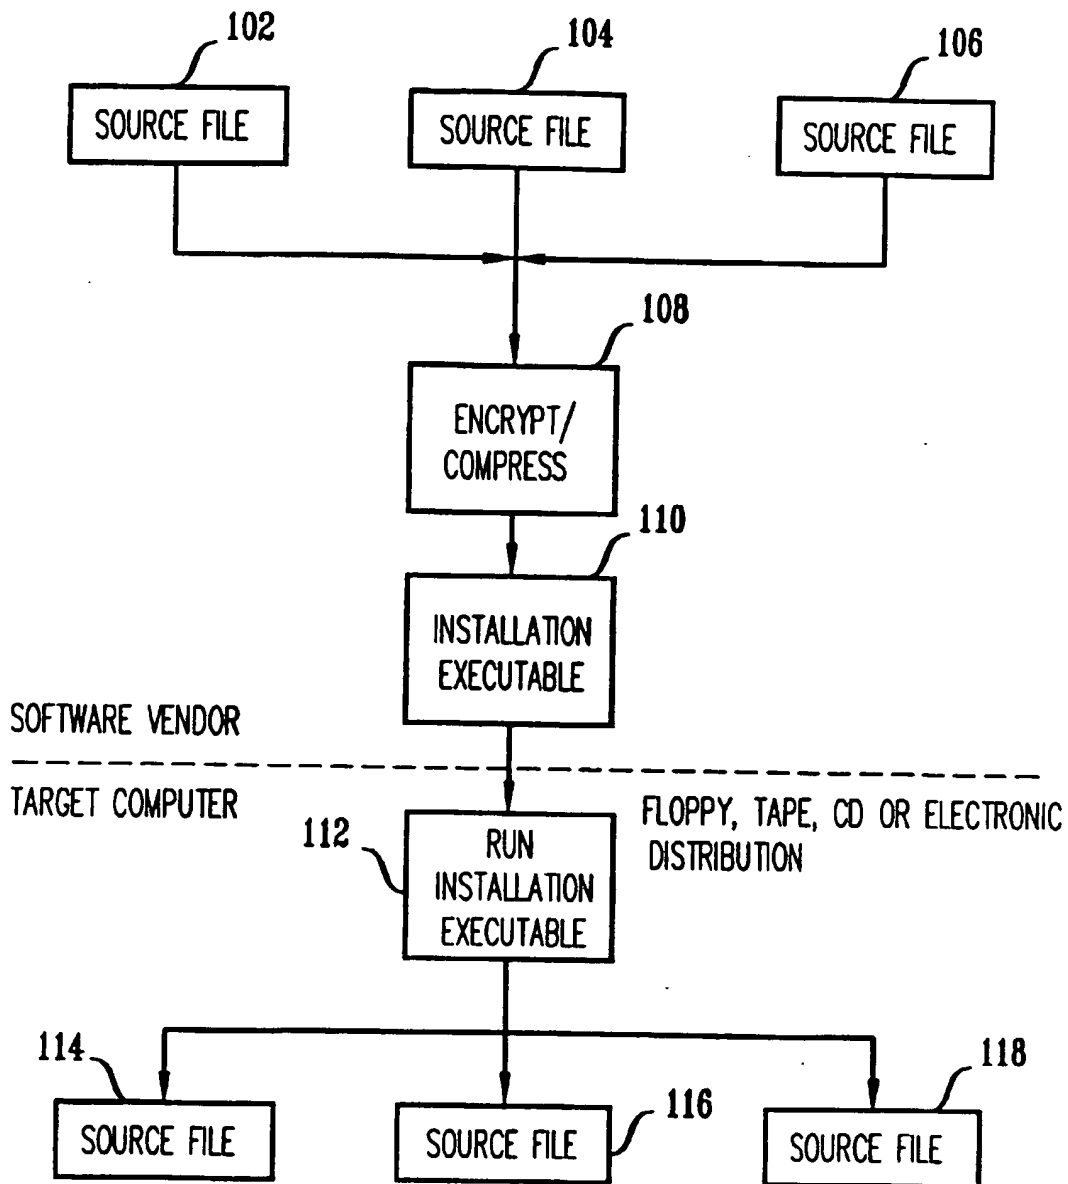 102
104
106
SOURCE FILE
SOURCE FILE
SOURCE FILE
108
ENCRYPT/
COMPRESS
110
INSTALLATION
EXECUTABLE
SOFTWARE VENDOR
TARGET COMPUTER
FLOPPY, TAPE, CD OR ELECTRONIC
DISTRIBUTION
112
RUN
INSTALLATION
EXECUTABLE
114
116
118
SOURCE FILE
SOURCE FILE
SOURCE FILE